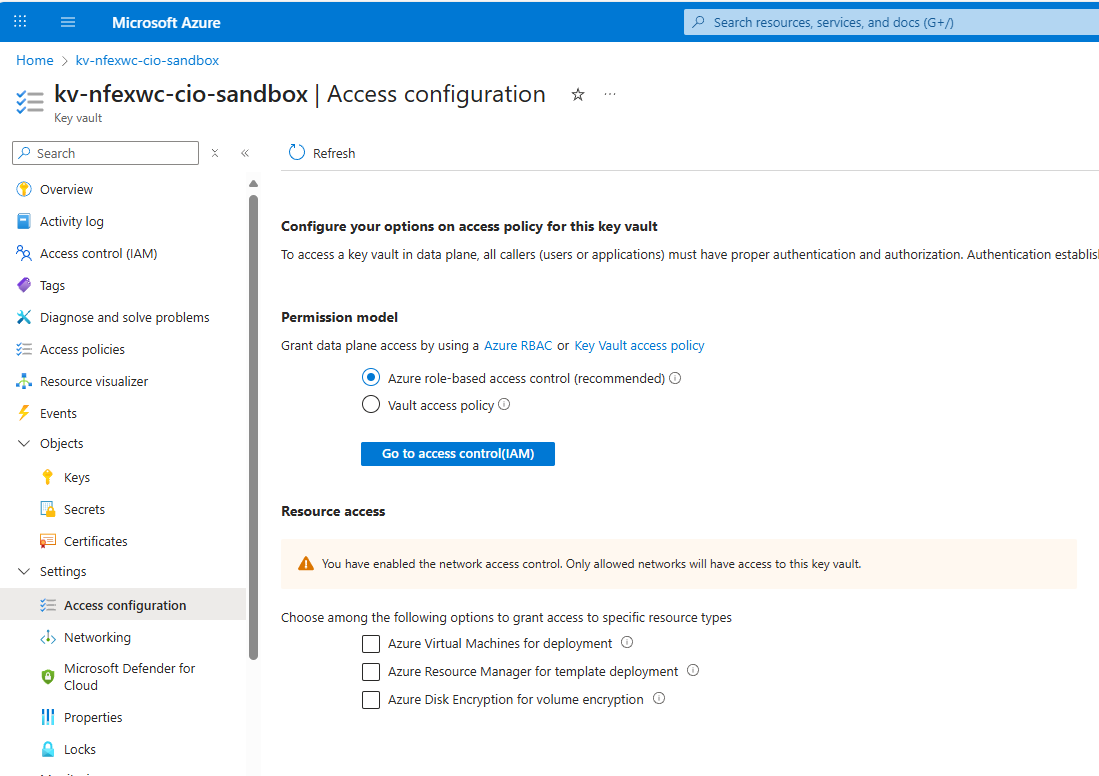 Microsoft Azure
Search resources, services, and docs (G+/)
Home > kv-nfexwc-cio-sandbox
kv-nfexwc-cio-sandbox | Access configuration
Key vault
Search
Refresh
Overview
Activity log
Access control (IAM)
Tags
Diagnose and solve problems
Access policies
Resource visualizer
Events
Objects
Keys
Secrets
Certificates
Settings
Access configuration
Networking
Microsoft Defender for
Cloud
Properties
Locks
Configure your options on access policy for this key vault
To access a key vault in data plane, all callers (users or applications) must have proper authentication and authorization. Authentication
Permission model
Grant data plane access by using a Azure RBAC or Key Vault access policy
Azure role-based access control (recommended)
Vault access policy
Go to access control(IAM)
Resource access
You have enabled the network access control. Only allowed networks will have access to this key vault.
Choose among the following options to grant access to specific resource types
Azure Virtual Machines for deployment
Azure Resource Manager for template deployment
Azure Disk Encryption for volume encryption